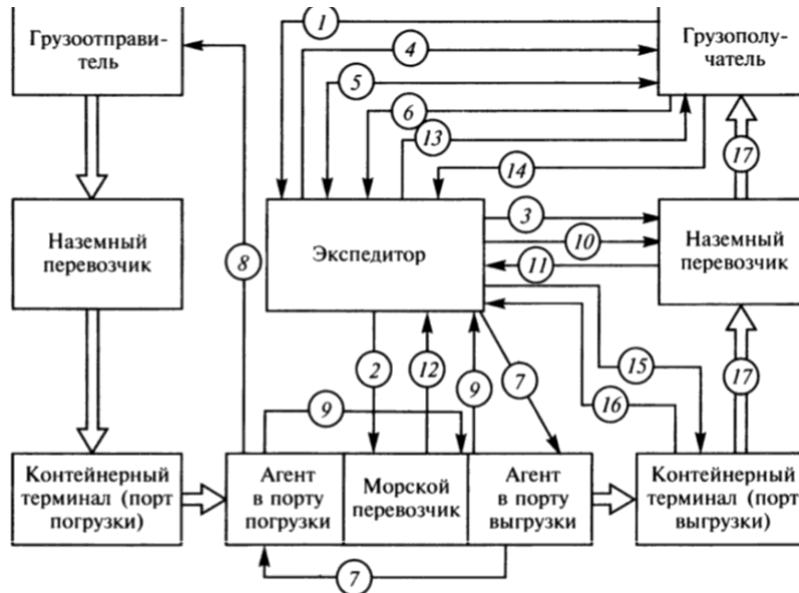 1
Грузоотправи-
тель
4
Грузополу-
чатель
5
6
13
14
17
3
Наземный
перевозчик
8
Экспедитор
10
Наземный
перевозчик
11
2
12
9
7
15
17
16
9
Контейнерный
терминал (порт
погрузки)
Агент
в порту
погрузки
Морской
перевозчик
Агент
в порту
выгрузки
Контейнерный
терминал (порт
выгрузки)
7